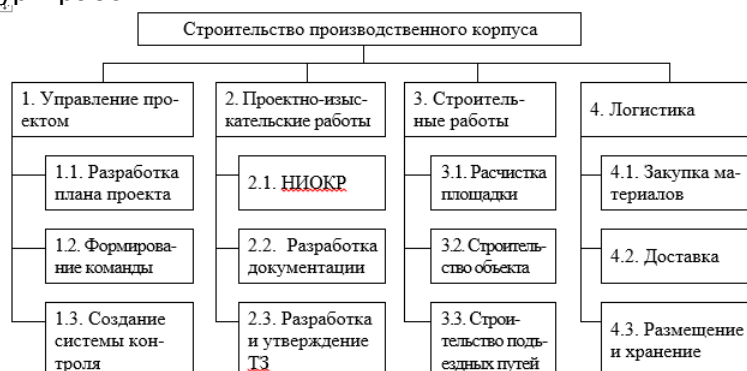 Строительство производственного корпуса
1. Управление про-
ектом
2. Проектно-изыс-
кательские работы
3. Строитель-
ные работы
4. Логистика
1.1. Разработка
плана проекта
2.1. НИОКР
3.1. Расчистка
площадки
4.1. Закупка ма-
териалов
1.2. Формирова-
ние команды
2.2. Разработка
документации
3.2. Строитель-
ство объекта
4.2. Доставка
1.3. Создание
системы кон-
троля
2.3. Разработка
и утверждение
ТЗ
3.3. Строи-
тельство подъ-
ездных путей
4.3. Размещение
и хранение